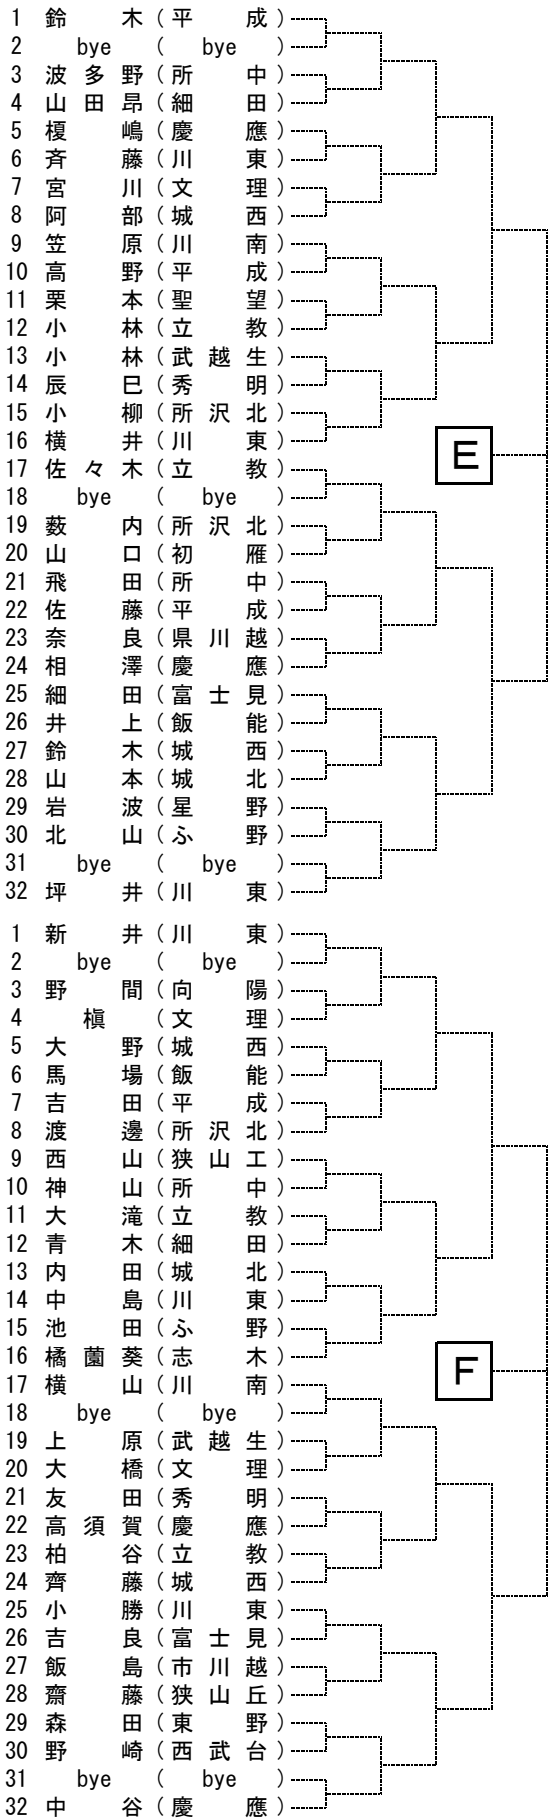 1 鈴木(平成)
2 bye (bye)
3 波多野(所中)
4 山田昂(細田)
5 榎嶋(慶應)
6 斉藤(川東)
7 宮川(文理)
8 阿部(城西)
9 笠原(川南)
10 高野(平成)
11 栗本(聖望)
12 小林(立教)
13 小林(武越生)
14 辰巳(秀明)
15 小柳(所沢北)
16 横井(川東)
E
17 佐々木(立教)
18 bye (bye)
19 薮内(所沢北)
20 山口(初雁)
21 飛田(所中)
22 佐藤(平成)
23 奈良(県川越)
24 相澤(慶應)
25 細田(富士見)
26 井上(飯能)
27 鈴木(城西)
28 山本(城北)
29 岩波(星野)
30 北山(ふ野)
31 bye (bye)
32 坪井(川東)
1 新井(川東)
2 bye (bye)
3 野間(向陽)
4 槇(文理)
5 大野(城西)
6 馬場(飯能)
7 吉田(平成)
8 渡邊(所沢北)
9 西山(狭山工)
10 神山(所中)
11 大滝(立教)
12 青木(細田)
13 内田(城北)
14 中島(川東)
15 池田(ふ野)
16 橘薗葵(志木)
F
17 横山(川南)
18 bye (bye)
19 上原(武越生)
20 大橋(文理)
21 友田(秀明)
22 高須賀(慶應)
23 柏谷(立教)
24 齊藤(城西)
25 小勝(川東)
26 吉良(富士見)
27 飯島(市川越)
28 齋藤(狭山丘)
29 森田(東野)
30 野崎(西武台)
31 bye (bye)
32 中谷(慶應)